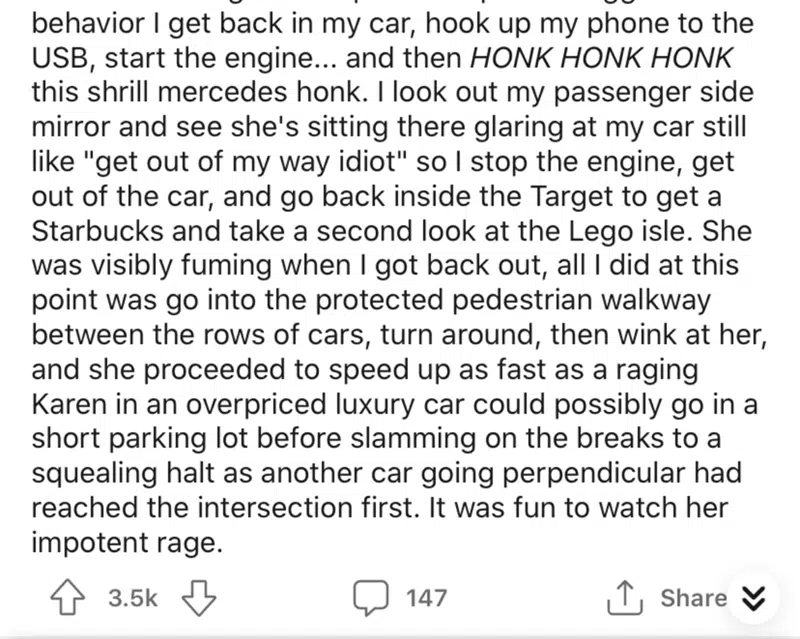 behavior I get back in my car, hook up my phone to the
USB, start the engine... and then HONK HONK HONK
this shrill mercedes honk. I look out my passenger side
mirror and see she's sitting there glaring at my car still
like "get out of my way idiot" so I stop the engine, get
out of the car, and go back inside the Target to get a
Starbucks and take a second look at the Lego isle. She
was visibly fuming when I got back out, all I did at this
point was go into the protected pedestrian walkway
between the rows of cars, turn around, then wink at her,
and she proceeded to speed up as fast as a raging
Karen in an overpriced luxury car could possibly go in a
short parking lot before slamming on the breaks to a
squealing halt as another car going perpendicular had
reached the intersection first. It was fun to watch her
impotent rage.
3.5k 147 Share